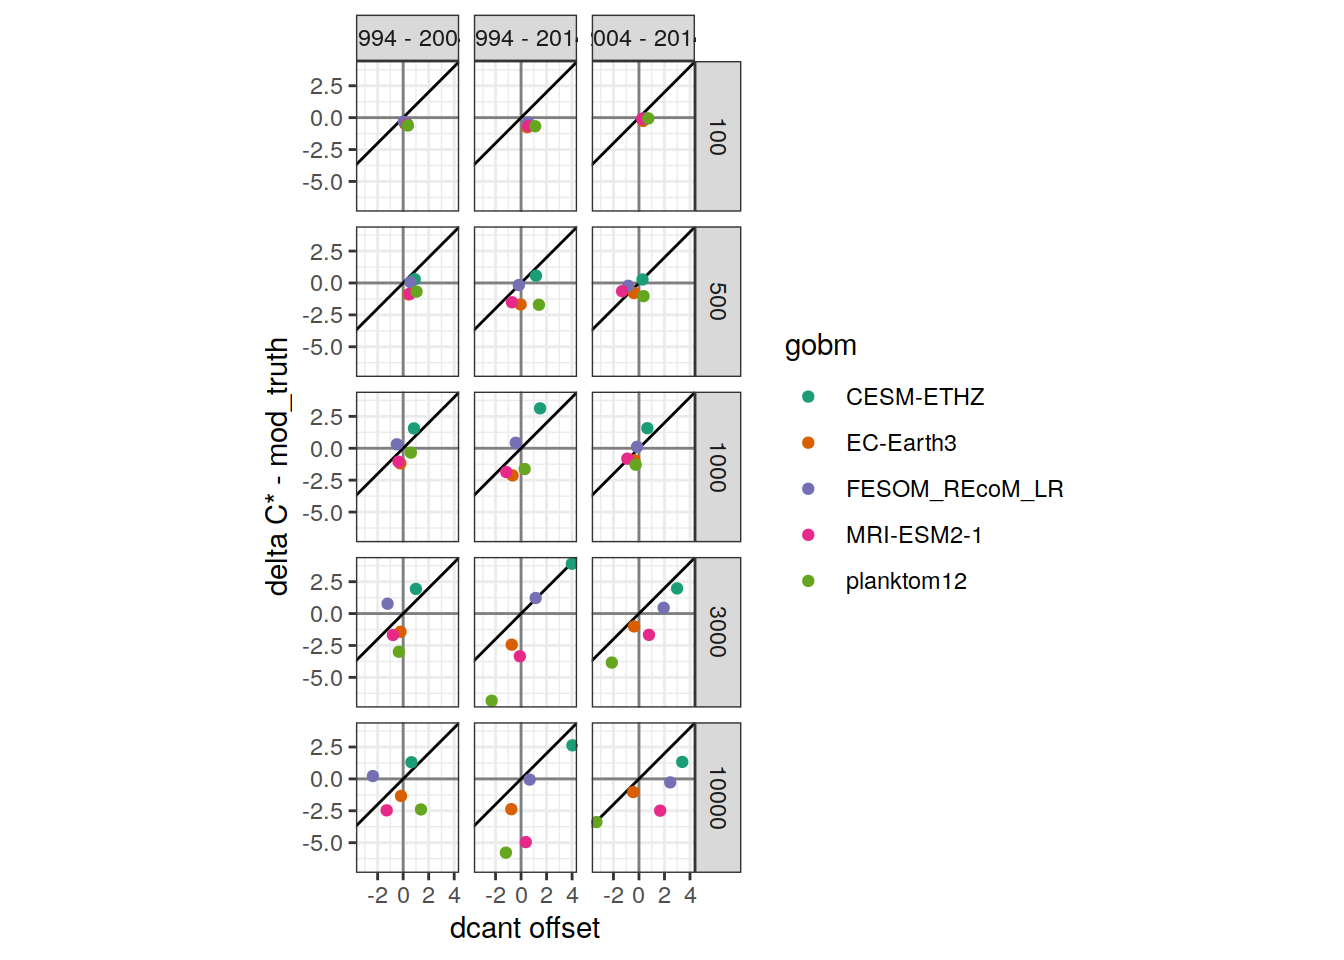 994 - 200 994 - 201 004 - 201
2.5
0.0
-2.5
-5.0
100
2.5
0.0
-2.5
-5.0
500
2.5
0.0
-2.5
-5.0
1000
2.5
0.0
-2.5
-5.0
3000
2.5
0.0
-2.5
-5.0
10000
-2 0 2 4 -2 0 2 4 -2 0 2 4
dcant offset
delta C* - mod_truth
gobm
CESM-ETHZ
EC-Earth3
FESOM_REcoM_LR
MRI-ESM2-1
planktom12